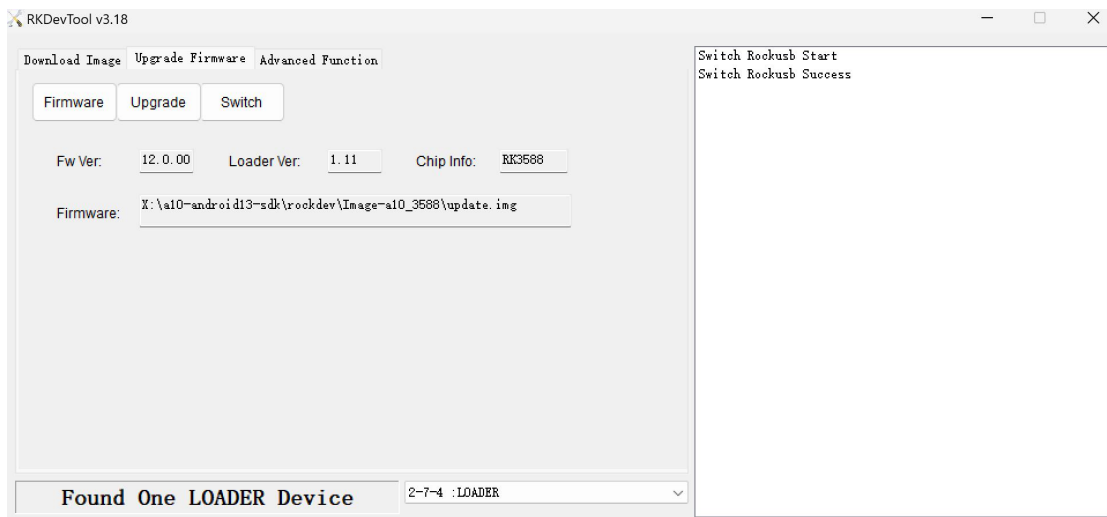 RKDevTool v3.18
Download Image Upgrade Firmware Advanced Function
Firmware Upgrade Switch
Fw Ver: 12.0.00 Loader Ver: 1.11 Chip Info: RK3588
Firmware: X:\a10-android13-sdk\rockdev\Image-a10_3588\update.img
Found One LOADER Device 2-7-4 :LOADER
Switch Rockusb Start
Switch Rockusb Success